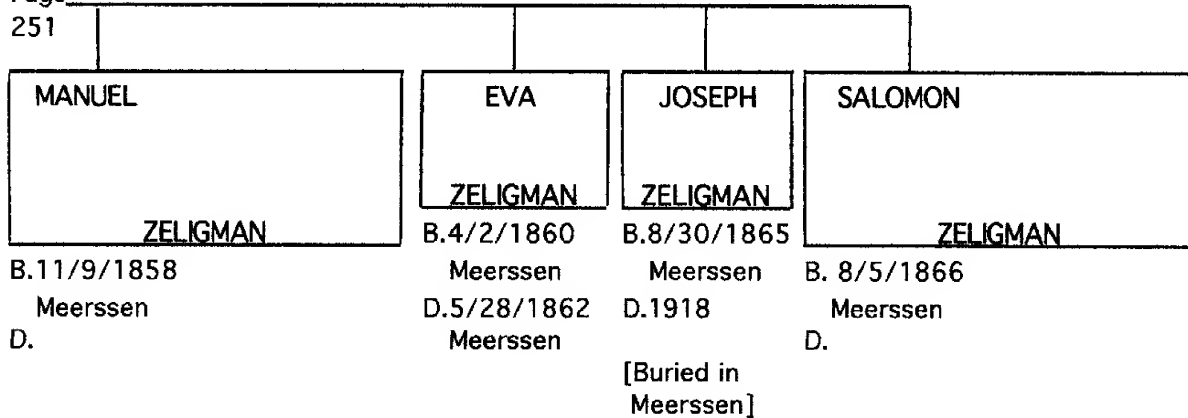 251
MANUEL
ZELIGMAN
B.11/9/1858
Meerssen
D.
EVA
ZELIGMAN
B.4/2/1860
Meerssen
D.5/28/1862
Meerssen
JOSEPH
ZELIGMAN
B.8/30/1865
Meerssen
D.1918
[Buried in
Meerssen]
SALOMON
ZELIGMAN
B. 8/5/1866
Meerssen
D.